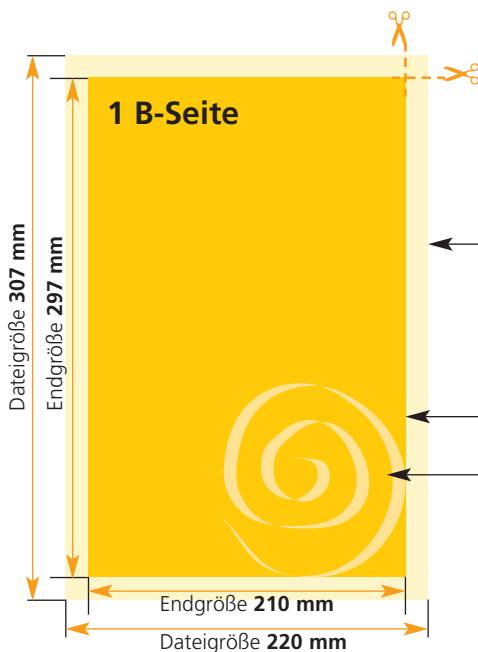 1 B-Seite
Dateigröße 307 mm
Endgröße 297 mm
Endgröße 210 mm
Dateigröße 220 mm